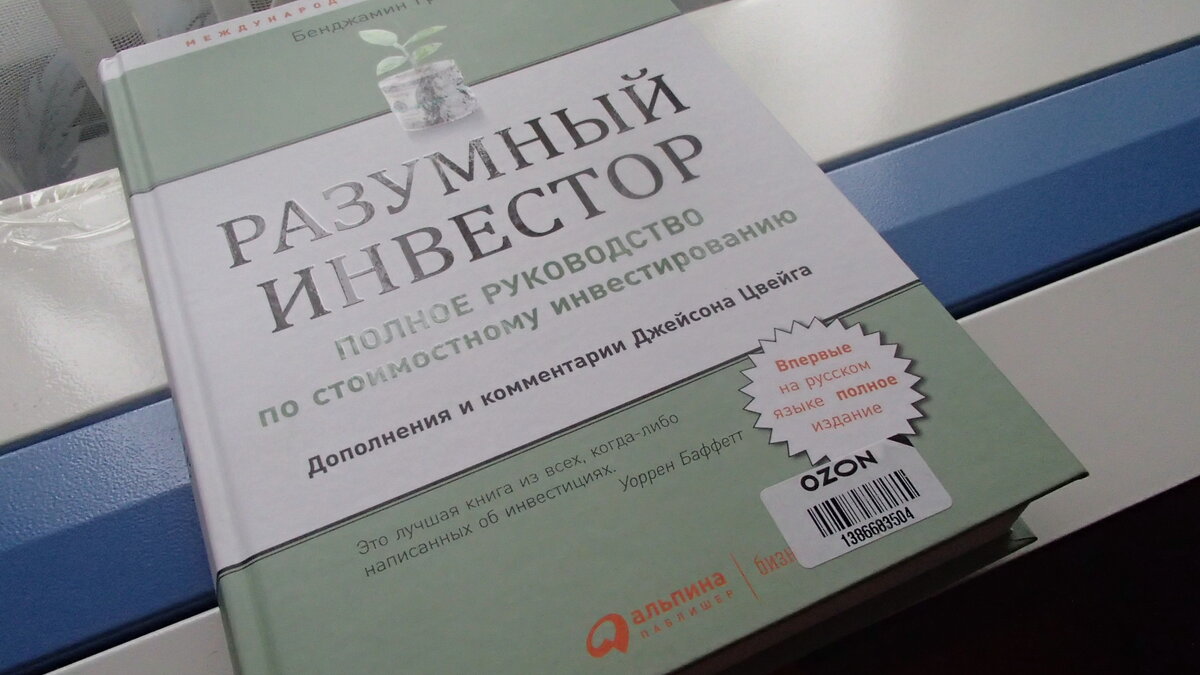 Бенджамин
РАЗУМНЫЙ
ИНВЕСТОР
ПОЛНОЕ РУКОВОДСТВО
ПО СТОИМОСТНОМУ ИНВЕСТИРОВАНИЮ
Дополнения и комментарии Джейсона Цвейга
Впервые
на русском
языке полное
издание
Это лучшая книга из всех, когда-либо
написанных об инвестициях.
Уоррен Баффетт
OZON
1386683504
альпина
ПАБЛИШЕР